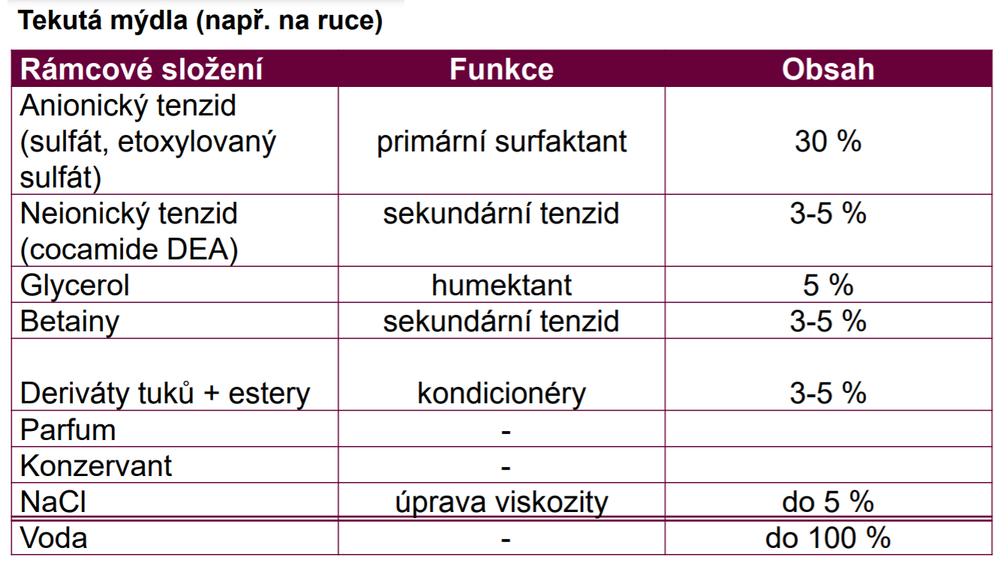 Tekutá mýdla (např. na ruce)
Rámcové složení Funkce Obsah
Anionický tenzid
(sulfát, etoxylovaný primární surfaktant 30 %
sulfát)
Neionický tenzid sekundární tenzid 3-5 %
(cocamide DEA)
Glycerol humektant 5 %
Betainy sekundární tenzid 3-5 %
Deriváty tuků + estery kondicionéry 3-5 %
Parfum -
Konzervant -
NaCl úprava viskozity do 5 %
Voda - do 100 %